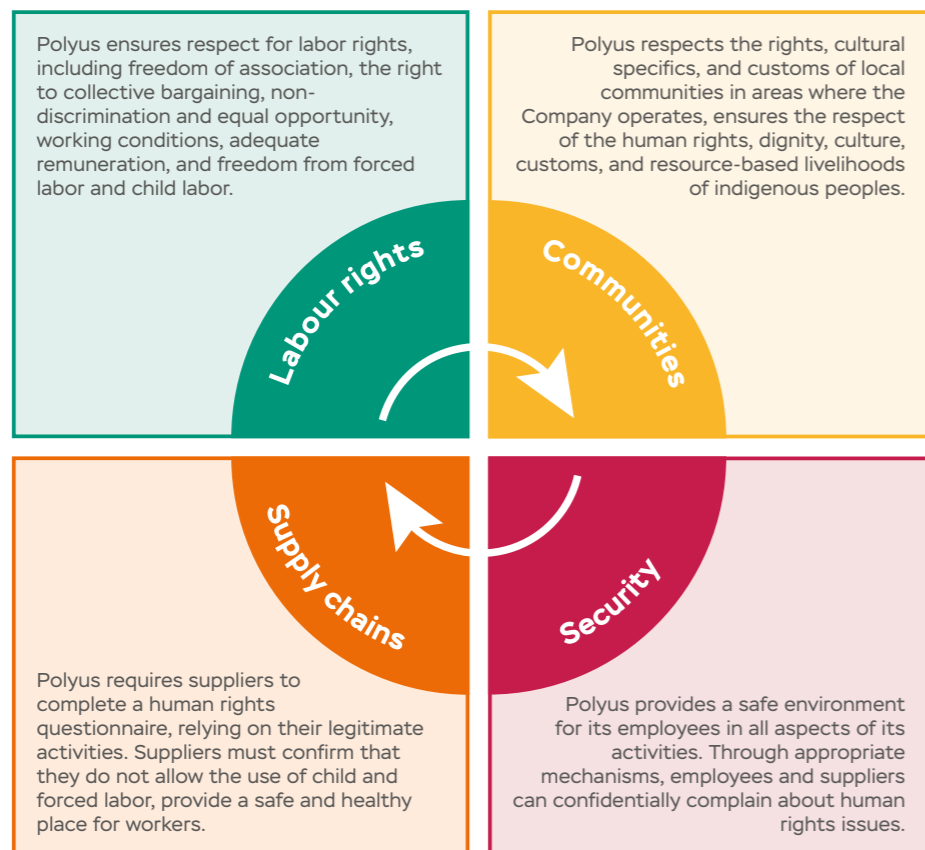 Polyus ensures respect for labor rights,
including freedom of association, the right
to collective bargaining, non-
discrimination and equal opportunity,
working conditions, adequate
remuneration, and freedom from forced
labor and child labor.
Labour rights
Polyus respects the rights, cultural
specifics, and customs of local
communities in areas where the
Company operates, ensures the respect
of the human rights, dignity, culture,
customs, and resource-based livelihoods
of indigenous peoples.
Communities
Supply chains
Polyus requires suppliers to
complete a human rights
questionnaire, relying on their legitimate
activities. Suppliers must confirm that
they do not allow the use of child and
forced labor, provide a safe and healthy
place for workers.
Security
Polyus provides a safe environment
for its employees in all aspects of its
activities. Through appropriate
mechanisms, employees and suppliers
can confidentially complain about human
rights issues.